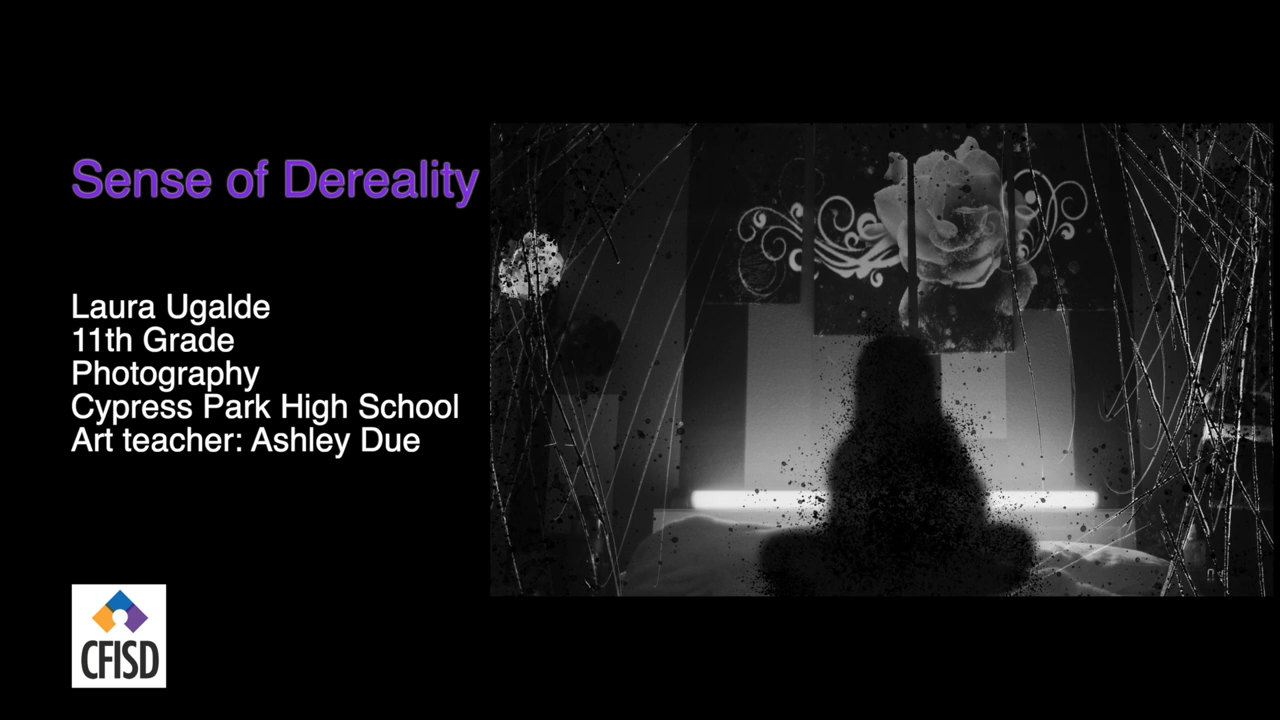 Sense of Dereality
Laura Ugalde
11th Grade
Photography
Cypress Park High School
Art teacher: Ashley Due
CFISD